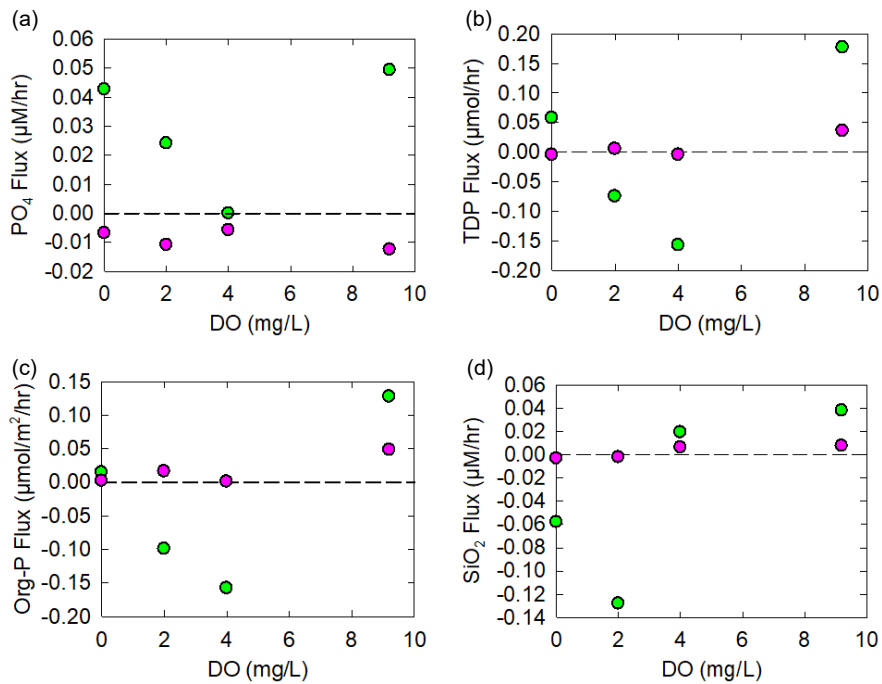 (a)
PO4 Flux (µM/hr)
0.06
0.05
0.04
0.03
0.02
0.01
0.00
-0.01
-0.02
0 2 4 6 8 10
DO (mg/L)
(b)
TDP Flux (µmol/hr)
0.20
0.15
0.10
0.05
0.00
-0.05
-0.10
-0.15
-0.20
0 2 4 6 8 10
DO (mg/L)
(c)
Org-P Flux (µmol/m²/hr)
0.15
0.10
0.05
0.00
-0.05
-0.10
-0.15
-0.20
0 2 4 6 8 10
DO (mg/L)
(d)
SiO2 Flux (µM/hr)
0.06
0.04
0.02
0.00
-0.02
-0.04
-0.06
-0.08
-0.10
-0.12
-0.14
0 2 4 6 8 10
DO (mg/L)